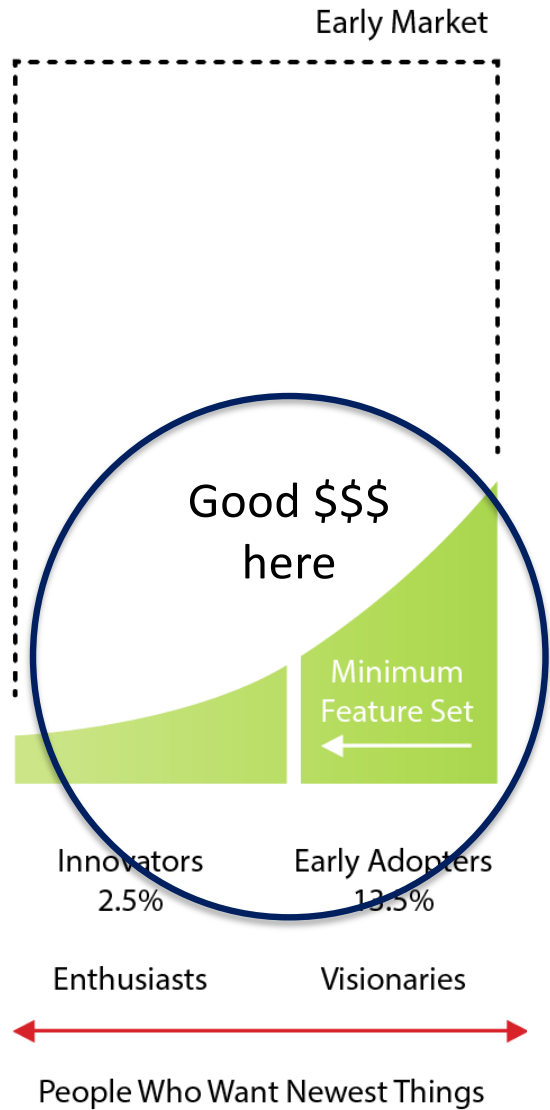 Early Market
Good $$$
here
Minimum
Feature Set
Innovators
2.5%
Early Adopters
13.5%
Enthusiasts
Visionaries
People Who Want Newest Things